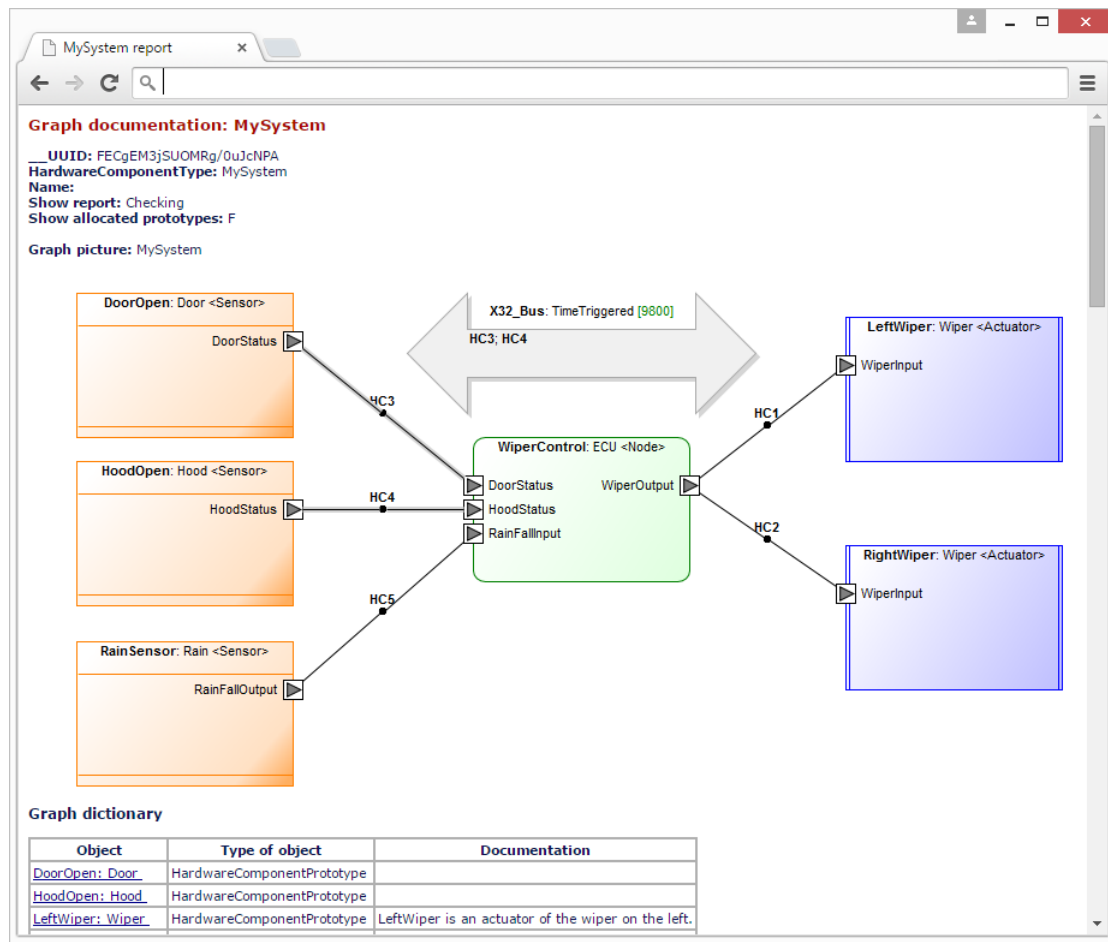 MySystem report
Graph documentation: MySystem
__UUID: FECgEM3jSUOMRg/0uJcNPA
HardwareComponentType: MySystem
Name:
Show report: Checking
Show allocated prototypes: F
Graph picture: MySystem
DoorOpen: Door <Sensor>
DoorStatus
X32_Bus: TimeTriggered [9800]
HC3; HC4
LeftWiper: Wiper <Actuator>
WiperInput
HC3
HC1
HoodOpen: Hood <Sensor>
HoodStatus
HC4
WiperControl: ECU <Node>
DoorStatus
HoodStatus
RainFallInput
WiperOutput
HC2
RightWiper: Wiper <Actuator>
WiperInput
HC5
RainSensor: Rain <Sensor>
RainFallOutput
Graph dictionary
Object Type of object Documentation
DoorOpen: Door HardwareComponentPrototype
HoodOpen: Hood HardwareComponentPrototype
LeftWiper: Wiper HardwareComponentPrototype LeftWiper is an actuator of the wiper on the left.